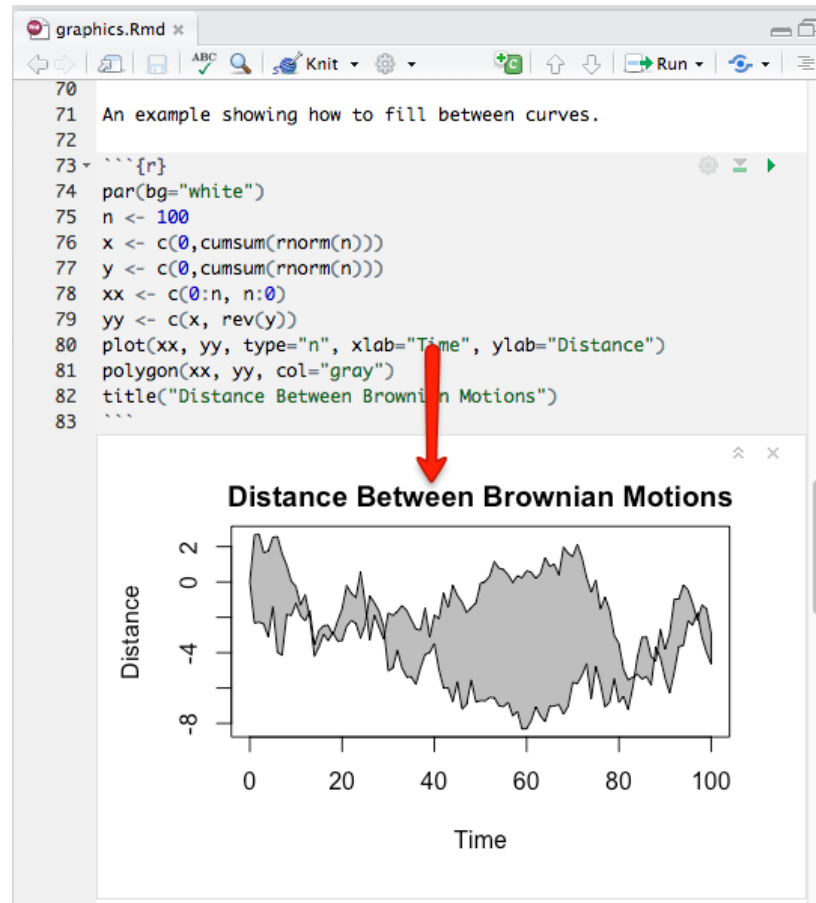 graphics.Rmd
ABC Knit Run
70
71 An example showing how to fill between curves.
72
73 ```{r}
74 par(bg="white")
75 n <- 100
76 x <- c(0,cumsum(rnorm(n)))
77 y <- c(0,cumsum(rnorm(n)))
78 xx <- c(0:n, n:0)
79 yy <- c(x, rev(y))
80 plot(xx, yy, type="n", xlab="Time", ylab="Distance")
81 polygon(xx, yy, col="gray")
82 title("Distance Between Brownian Motions")
83 ```
Distance Between Brownian Motions
Distance
2
0
-4
-8
0 20 40 60 80 100
Time